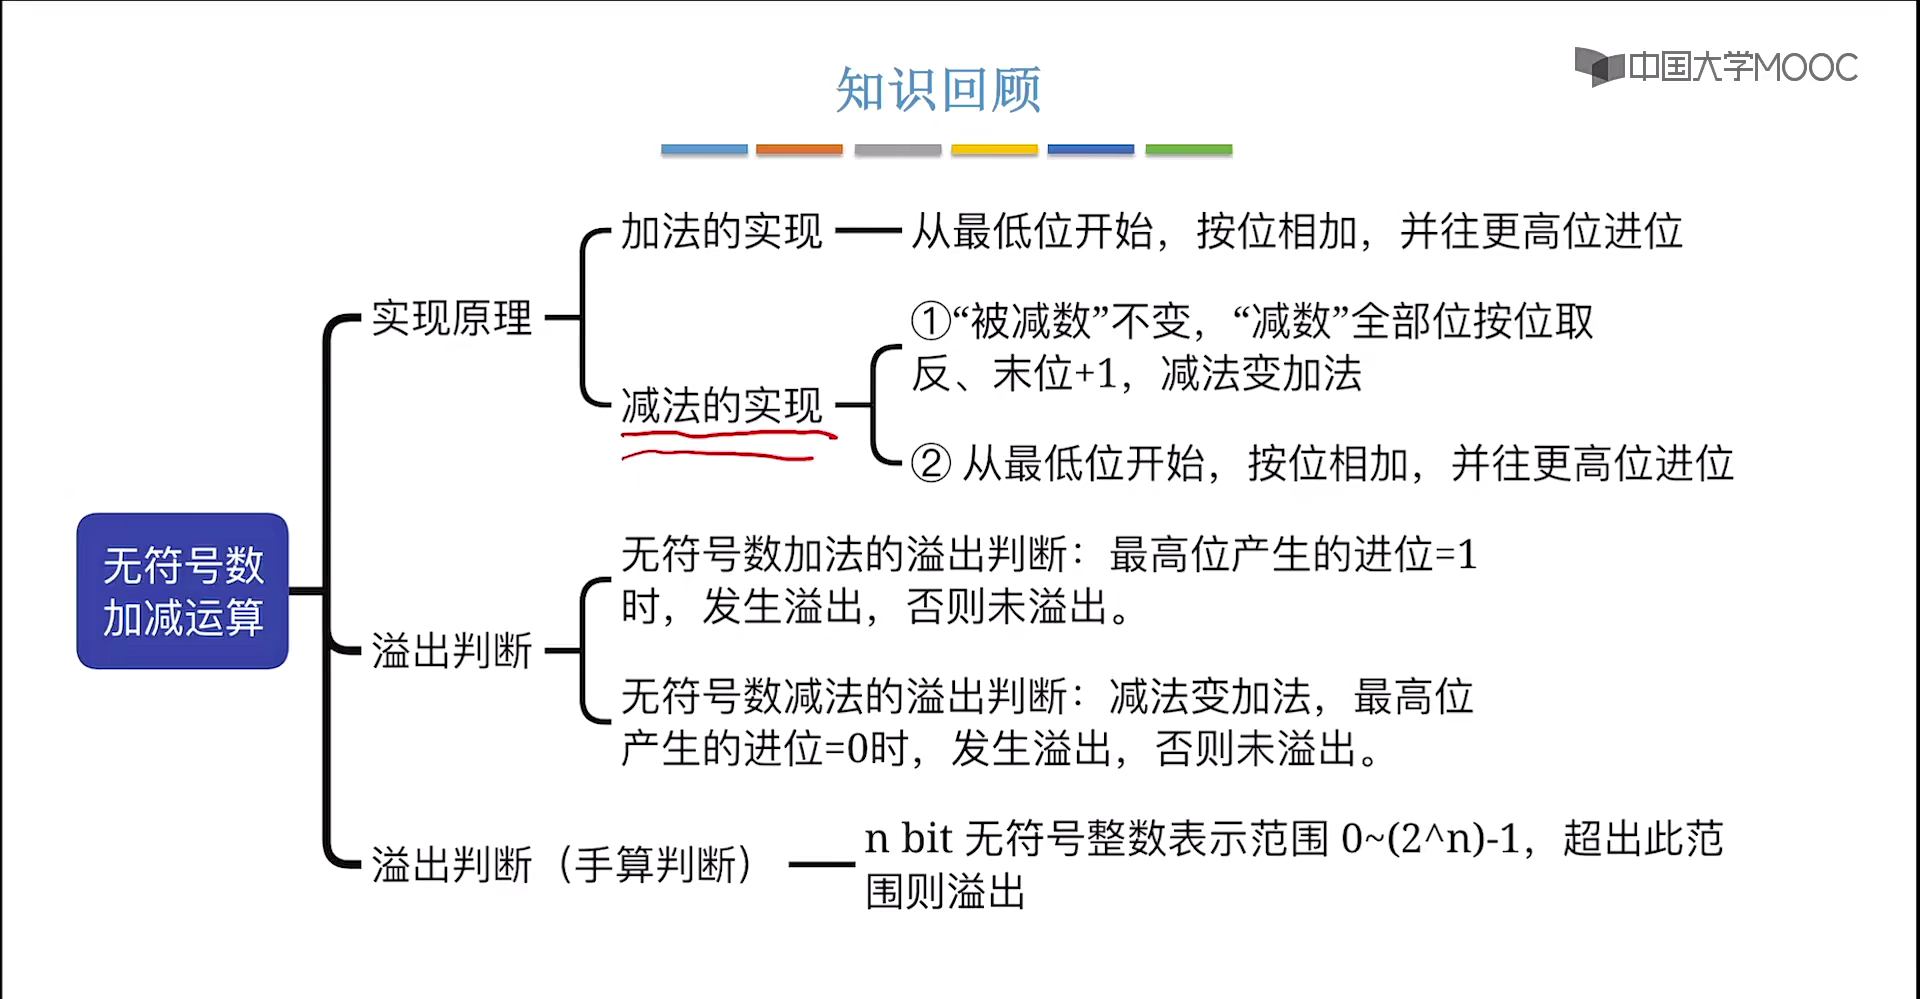 中国大学MOOC
知识回顾
加法的实现
从最低位开始，按位相加，并往更高位进位
实现原理
①“被减数”不变，“减数”全部位按位取
反、末位+1，减法变加法
减法的实现
② 从最低位开始，按位相加，并往更高位进位
无符号数
加减运算
无符号数加法的溢出判断：最高位产生的进位=1
时，发生溢出，否则未溢出。
溢出判断
无符号数减法的溢出判断：减法变加法，最高位
产生的进位=0时，发生溢出，否则未溢出。
溢出判断（手算判断）
n bit 无符号整数表示范围 0~(2^n)-1，超出此范
围则溢出